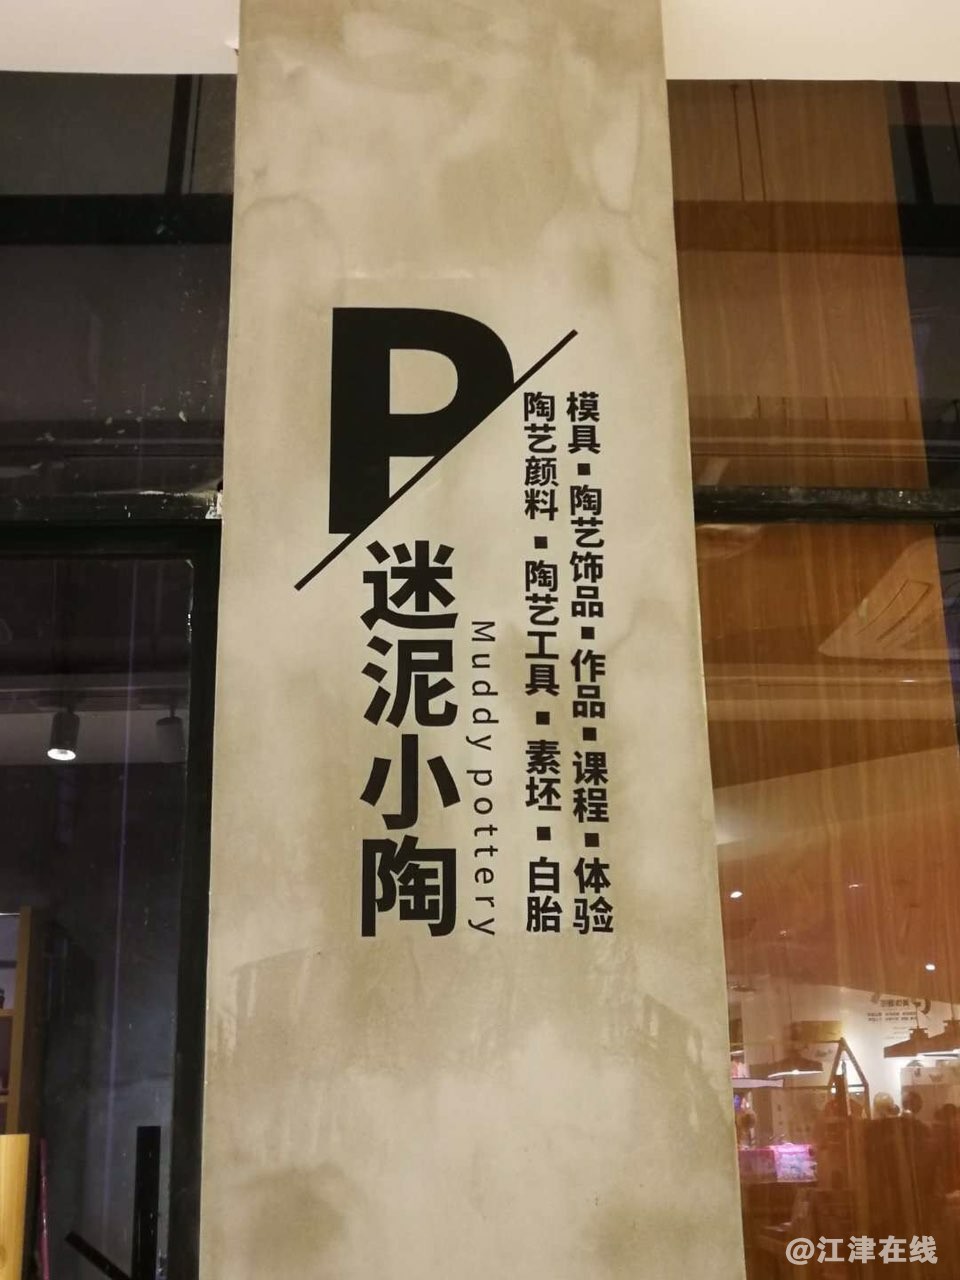 P
迷泥小陶
Muddy pottery
模具·陶艺饰品·作品·课程·体验
陶艺颜料·陶艺工具·素坯·白胎
@江津在线